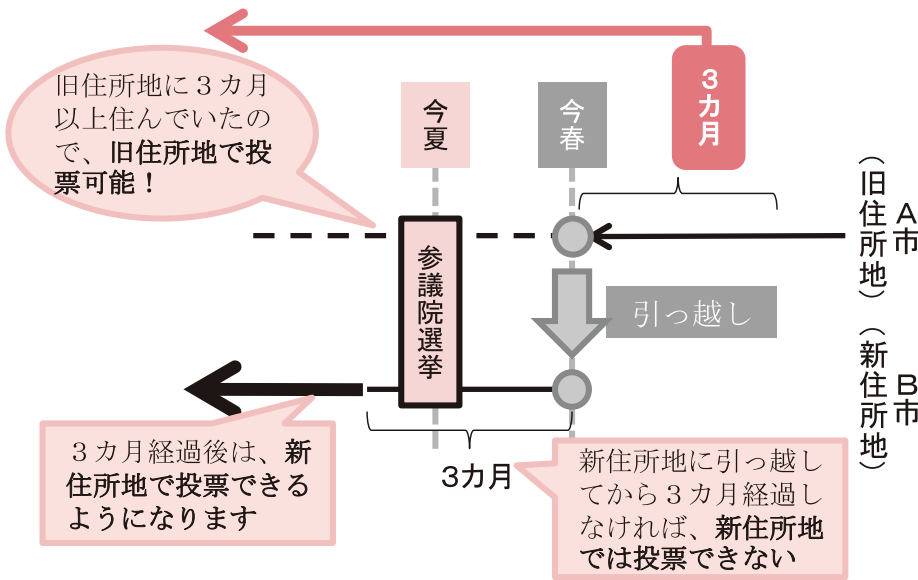 3カ月
旧住所地に3カ月
以上住んでいたの
で、旧住所地で投
票可能！
今夏
今春
A市
（旧住所地）
参議院選挙
引っ越し
B市
（新住所地）
3カ月経過後は、新
住所地で投票できる
ようになります
3カ月
新住所地に引っ越し
てから3カ月経過し
なければ、新住所地
では投票できない